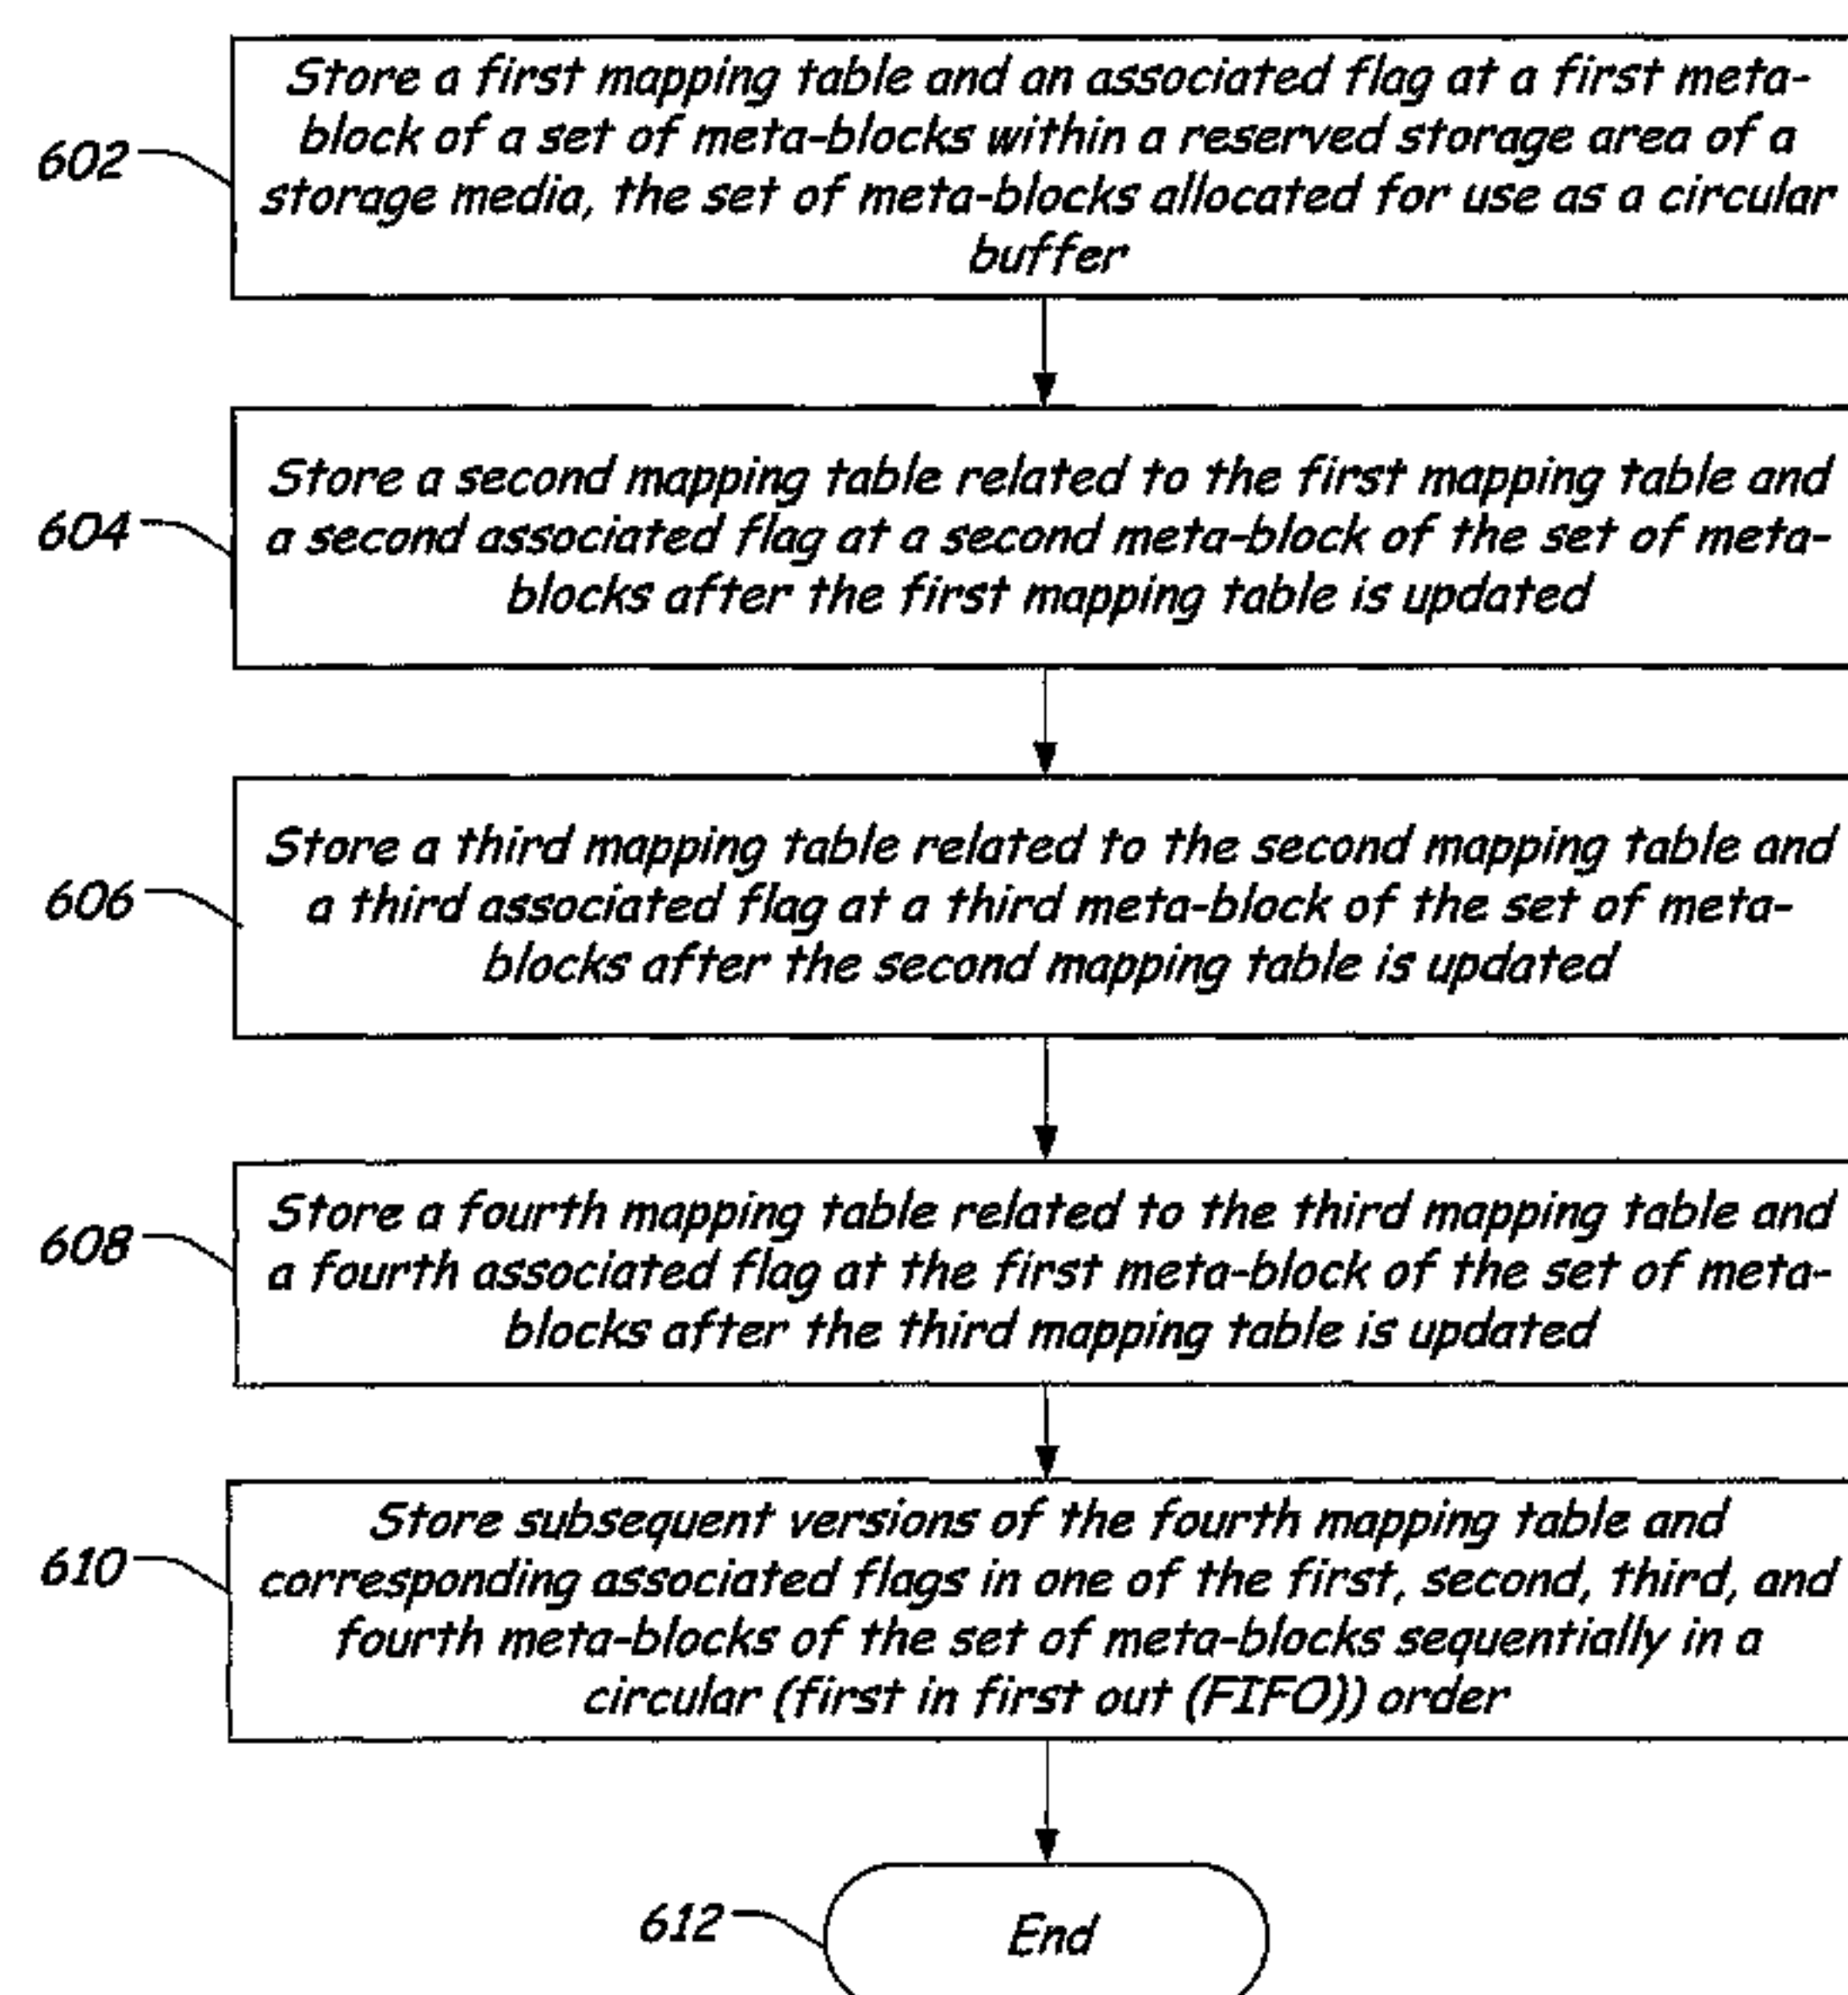 Store a first mapping table and an associated flag at a first meta-
block of a set of meta-blocks within a reserved storage area of a
602
storage media, the set of meta-blocks allocated for use as a circular
buffer
Store a second mapping table related to the first mapping table and
604
a second associated flag at a second meta-block of the set of meta-
blocks after the first mapping table is updated
Store a third mapping table related to the second mapping table and
606
a third associated flag at a third meta-block of the set of meta-
blocks after the second mapping table is updated
Store a fourth mapping table related to the third mapping table and
608
a fourth associated flag at the first meta-block of the set of meta-
blocks after the third mapping table is updated
Store subsequent versions of the fourth mapping table and
610
corresponding associated flags in one of the first, second, third, and
fourth meta-blocks of the set of meta-blocks sequentially in a
circular (first in first out (FIFO)) order
612
End